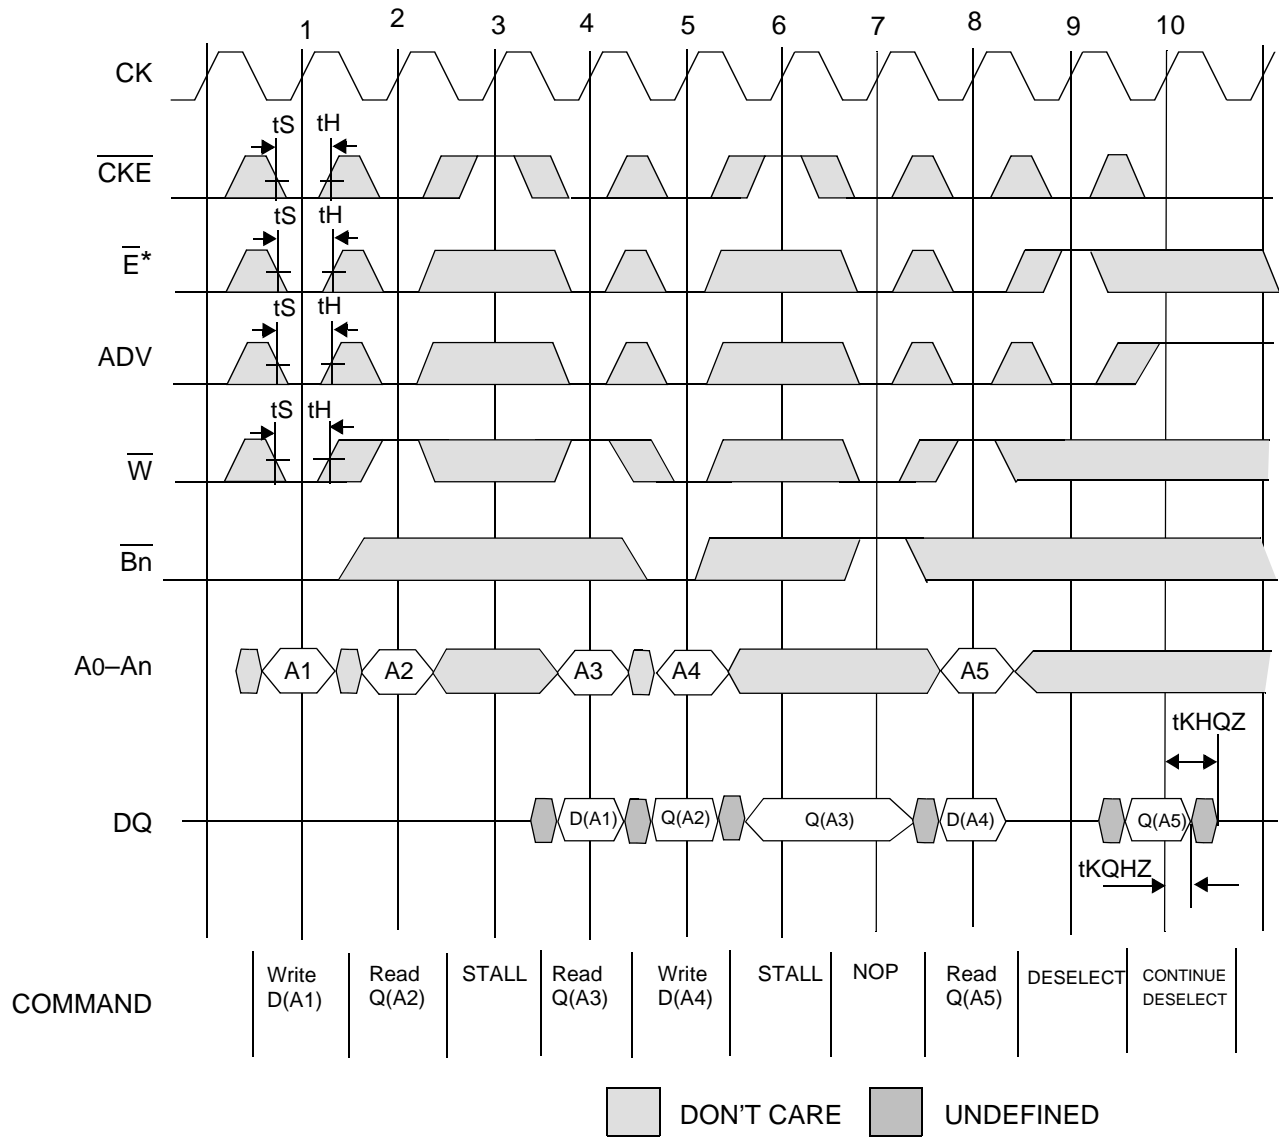 1 2 3 4 5 6 7 8 9 10
CK
tS tH
CKE
tS tH
E*
tS tH
ADV
tS tH
W
Bn
A0–An A1 A2 A3 A4 A5
tKHQZ
DQ D(A1) Q(A2) Q(A3) D(A4) Q(A5)
tKQHZ
COMMAND
Write
D(A1)
Read
Q(A2)
STALL
Read
Q(A3)
Write
D(A4)
STALL
NOP
Read
Q(A5)
DESELECT
CONTINUE
DESELECT
DON'T CARE
UNDEFINED